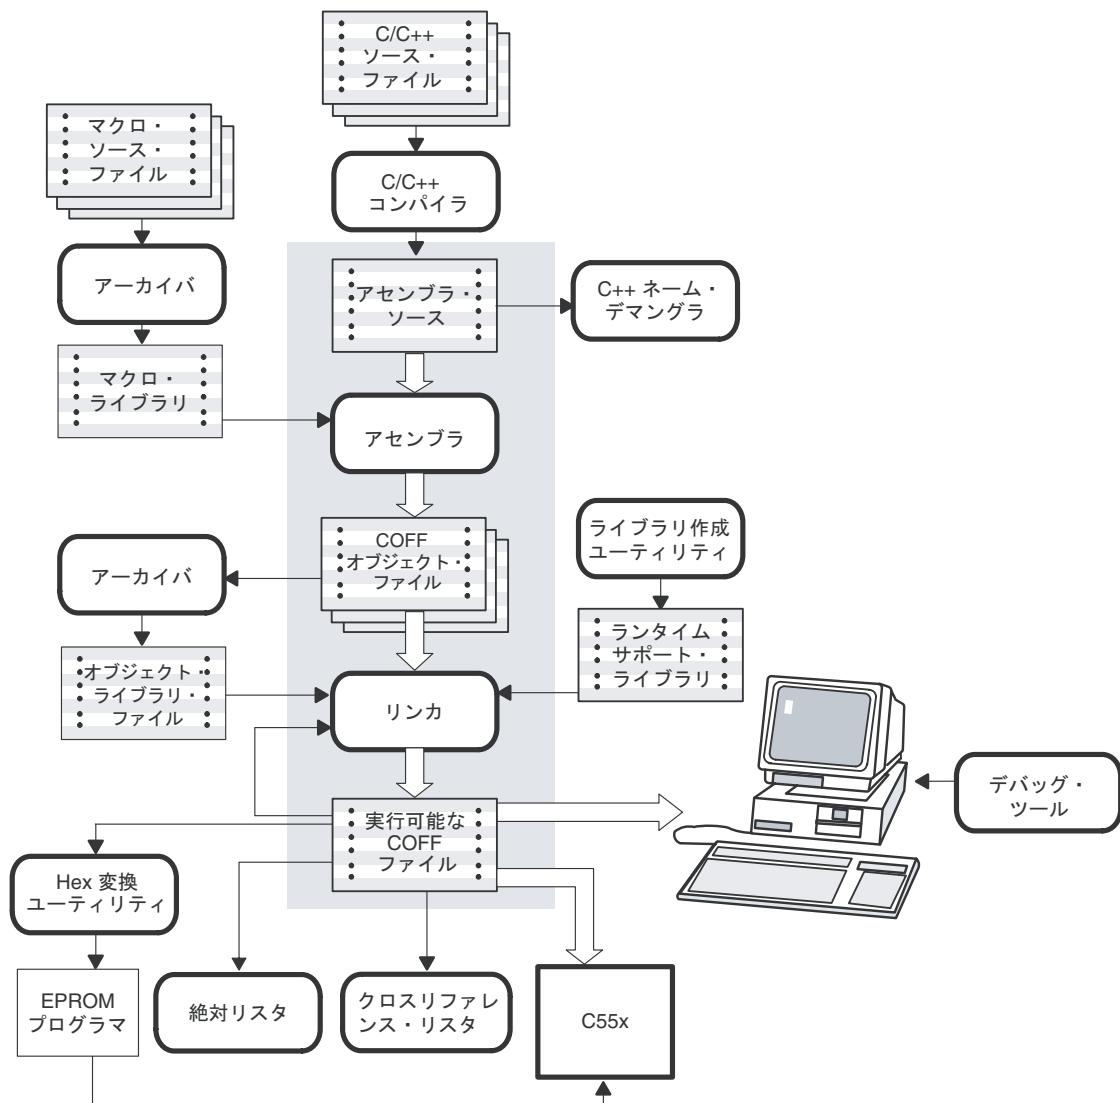 C/C++
ソース・
ファイル
マクロ・
ソース・
ファイル
C/C++
コンパイラ
アーカイバ
アセンブラ・
ソース
C++ ネーム・
デマングラ
マクロ・
ライブラリ
アセンブラ
COFF
オブジェクト・
ファイル
ライブラリ作成
ユーティリティ
アーカイバ
ランタイム
サポート・
ライブラリ
オブジェクト・
ライブラリ・
ファイル
リンカ
デバッグ・
ツール
実行可能な
COFF
ファイル
Hex 変換
ユーティリティ
EPROM
プログラマ
絶対リスタ
クロスリファレ
ンス・リスタ
C55x